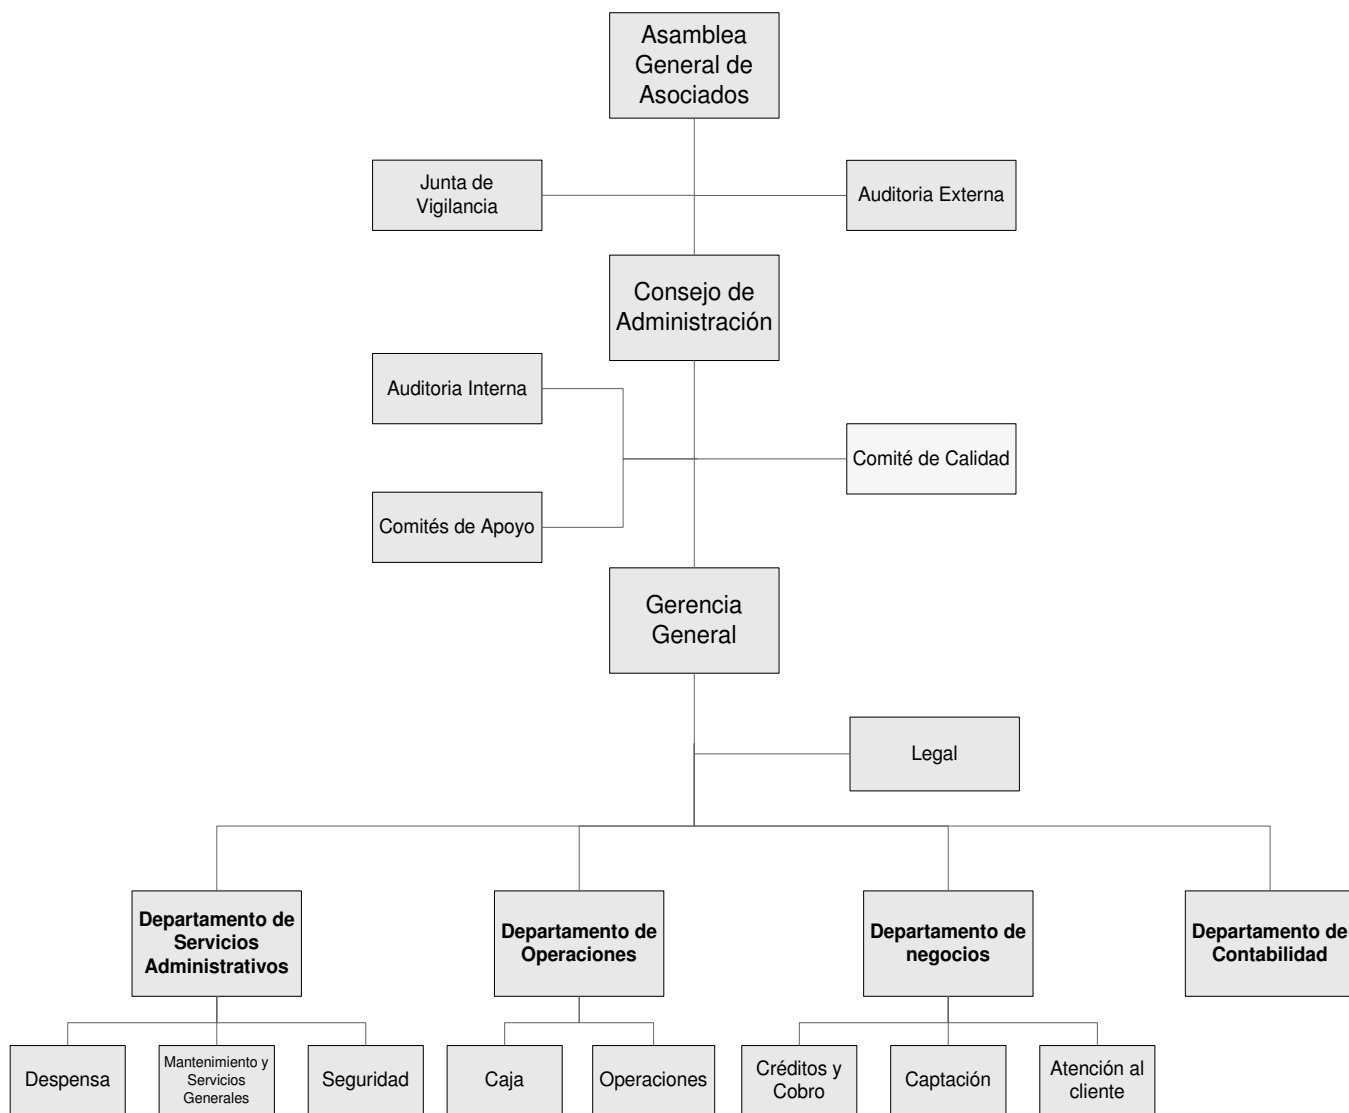 Asamblea
General de
Asociados
Junta de
Vigilancia
Auditoria Externa
Consejo de
Administración
Auditoria Interna
Comité de Calidad
Comités de Apoyo
Gerencia
General
Legal
Departamento de
Servicios
Administrativos
Departamento de
Operaciones
Departamento de
negocios
Departamento de
Contabilidad
Despensa
Mantenimiento y
Servicios
Generales
Seguridad
Caja
Operaciones
Créditos y
Cobro
Captación
Atención al
cliente